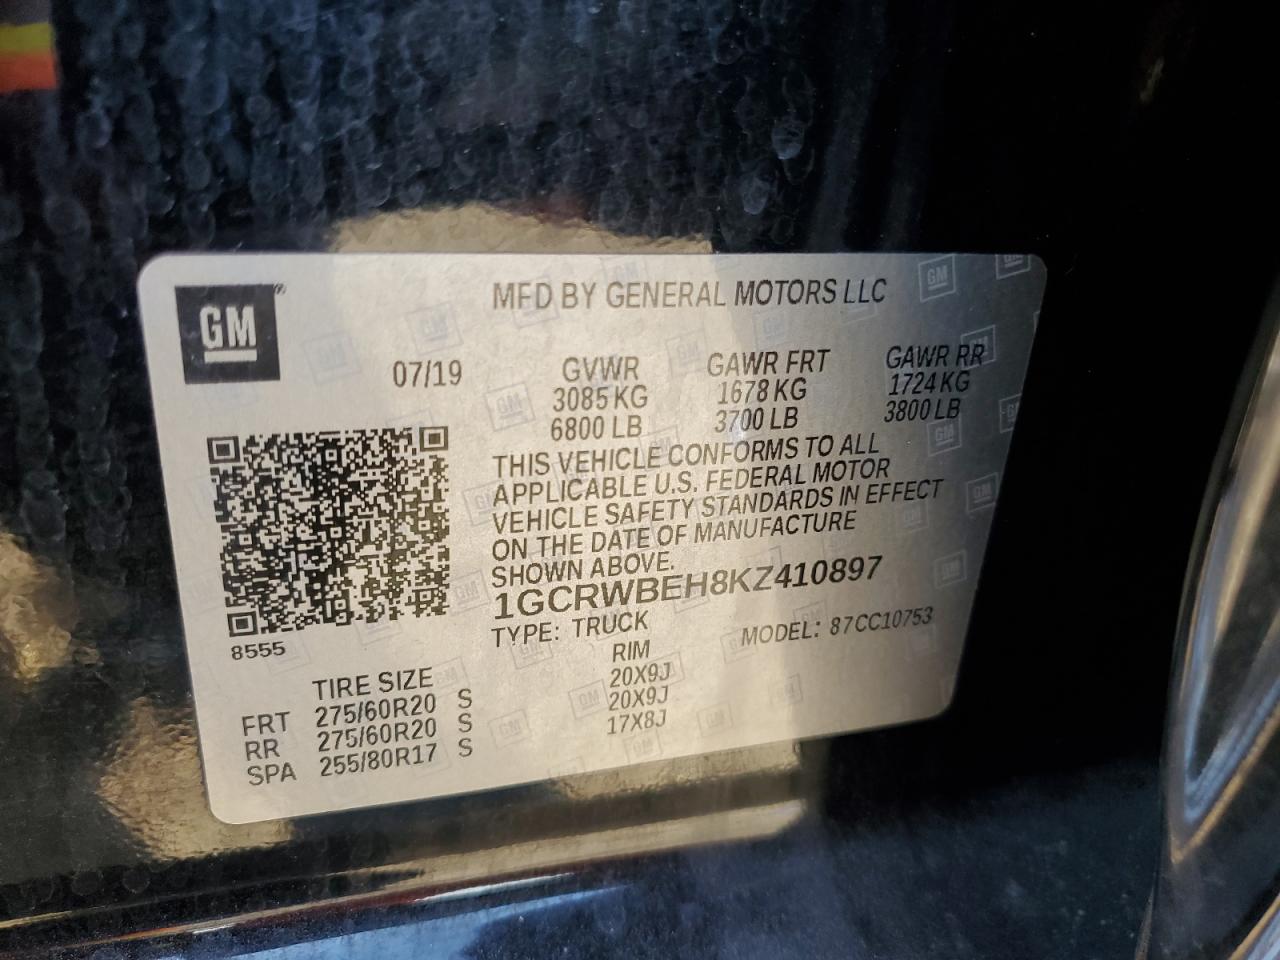 GM
MFD BY GENERAL MOTORS LLC
07/19 GVWR GAWR FRT GAWR RR
3085 KG 1678 KG 1724 KG
6800 LB 3700 LB 3800 LB
THIS VEHICLE CONFORMS TO ALL
APPLICABLE U.S. FEDERAL MOTOR
VEHICLE SAFETY STANDARDS IN EFFECT
ON THE DATE OF MANUFACTURE
SHOWN ABOVE.
1GCRWBEH8KZ410897
TYPE: TRUCK MODEL: 87CC10753
8555
TIRE SIZE RIM
FRT 275/60R20 S 20X9J
RR 275/60R20 S 20X9J
SPA 255/80R17 S 17X8J